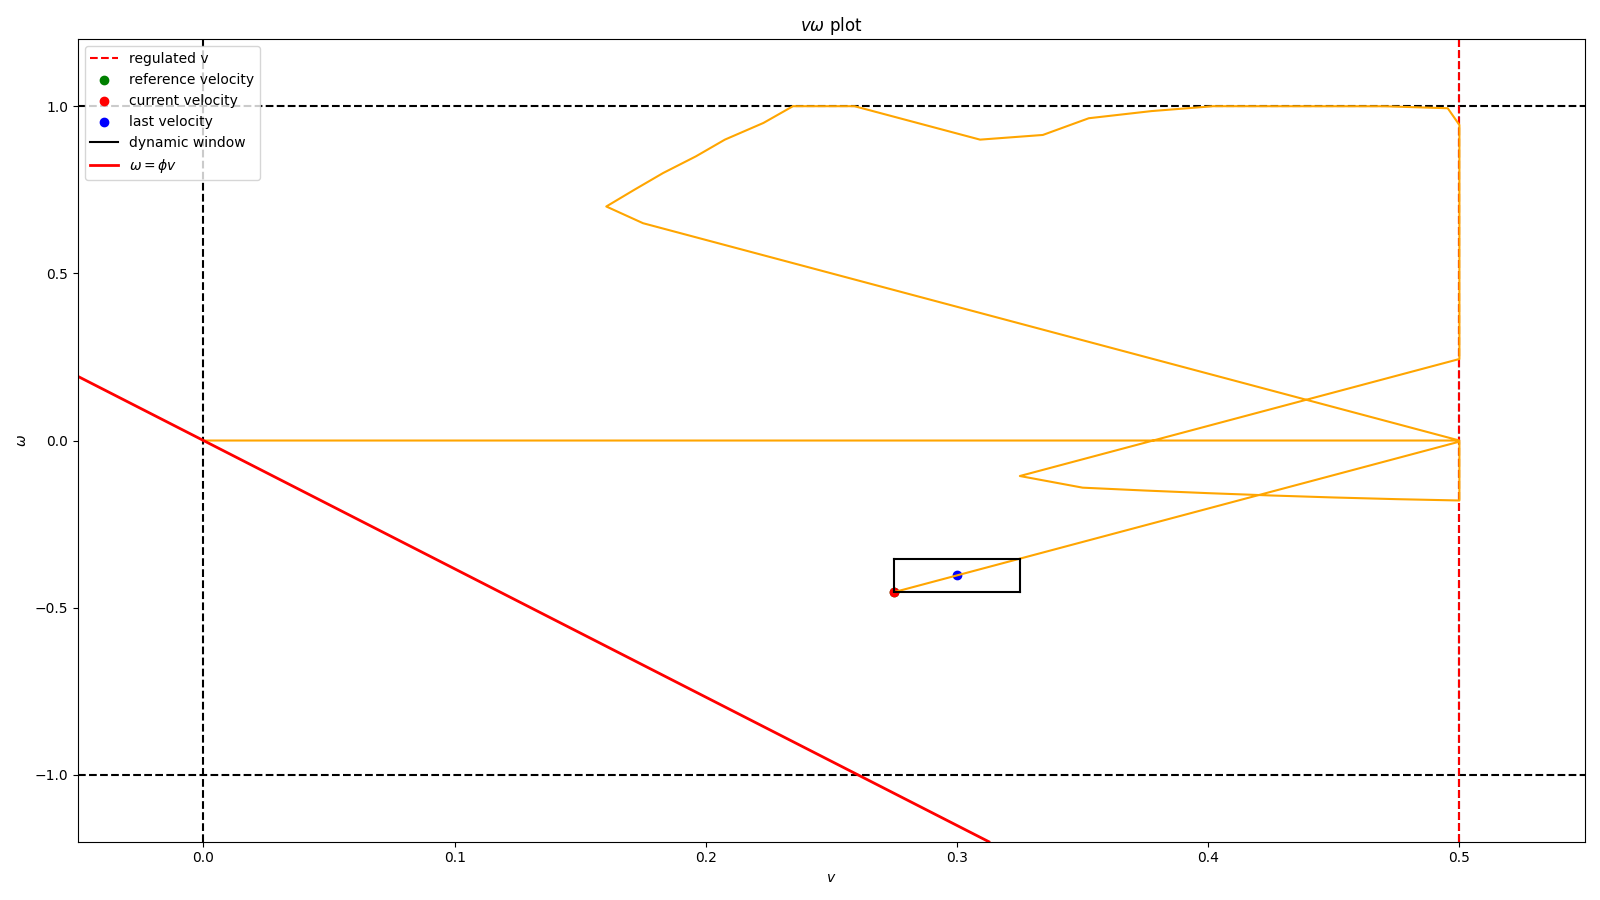 vω plot
regulated v
reference velocity
current velocity
last velocity
dynamic window
ω = ϕv
1.0
0.5
0.0
−0.5
−1.0
ω
0.0 0.1 0.2 0.3 0.4 0.5
v